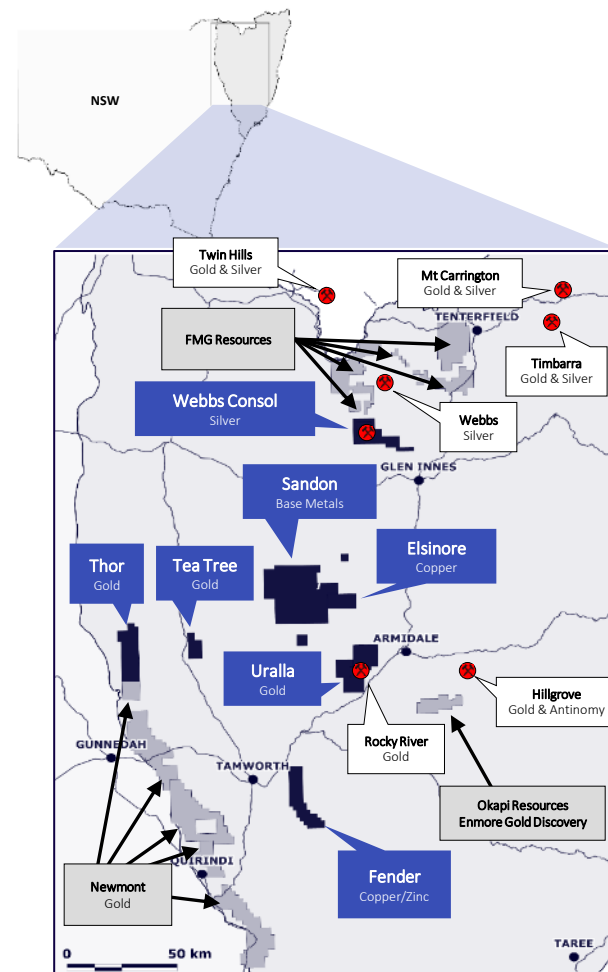 NSW
Twin Hills
Gold & Silver
Mt Carrington
Gold & Silver
TENTERFIELD
FMG Resources
Timbarra
Gold & Silver
Webbs Consol
Silver
Webbs
Silver
GLEN INNES
Sandon
Base Metals
Elsinore
Copper
Thor
Gold
Tea Tree
Gold
ARMIDALE
Uralla
Gold
Hillgrove
Gold & Antinomy
Rocky River
Gold
GUNNEDAH
TAMWORTH
Okapi Resources
Enmore Gold Discovery
QUIRINDI
Newmont
Gold
Fender
Copper/Zinc
TAREE
0 50 km